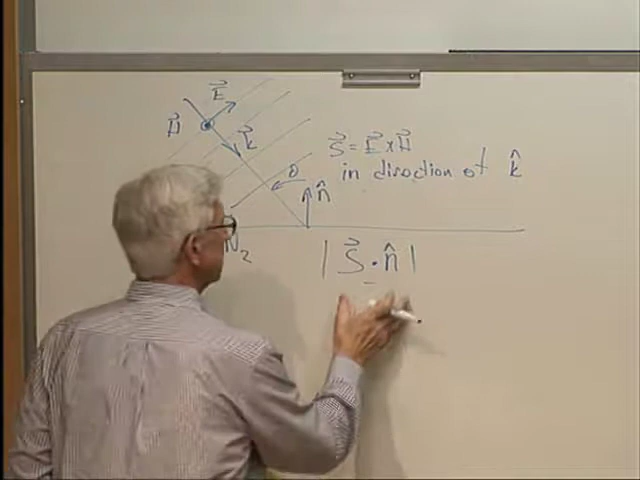 E⃗
H⃗
k⃗
θ
n̂
S⃗ = E⃗ x H⃗
in direction of k̂
N₂
| S⃗ · n̂ |